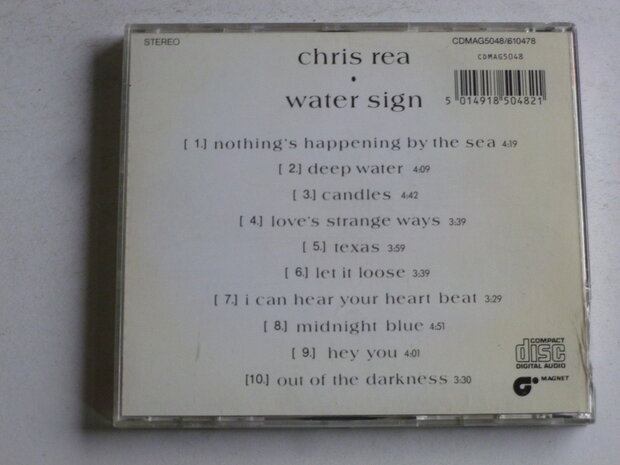 STEREO
CDMAG5048/610478
CDMAG5048
chris rea
•
water sign
5 014918 504821
[ 1.] nothing's happening by the sea 4:19
[ 2.] deep water 4:09
[ 3.] candles 4:42
[ 4.] love's strange ways 3:39
[ 5.] texas 3:59
[ 6.] let it loose 3:39
[ 7.] i can hear your heart beat 3:29
[ 8.] midnight blue 4:51
[ 9.] hey you 4:01
[10.] out of the darkness 3:30
COMPACT
disc
DIGITAL AUDIO
MAGNET